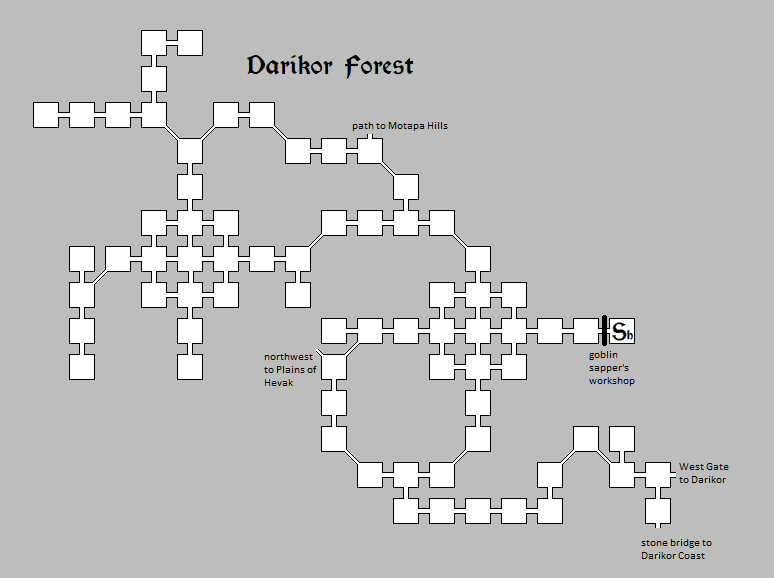 Darikor Forest
path to Motapa Hills
northwest
to Plains of
Hevak
Sh
goblin
sapper's
workshop
West Gate
to Darikor
stone bridge to
Darikor Coast